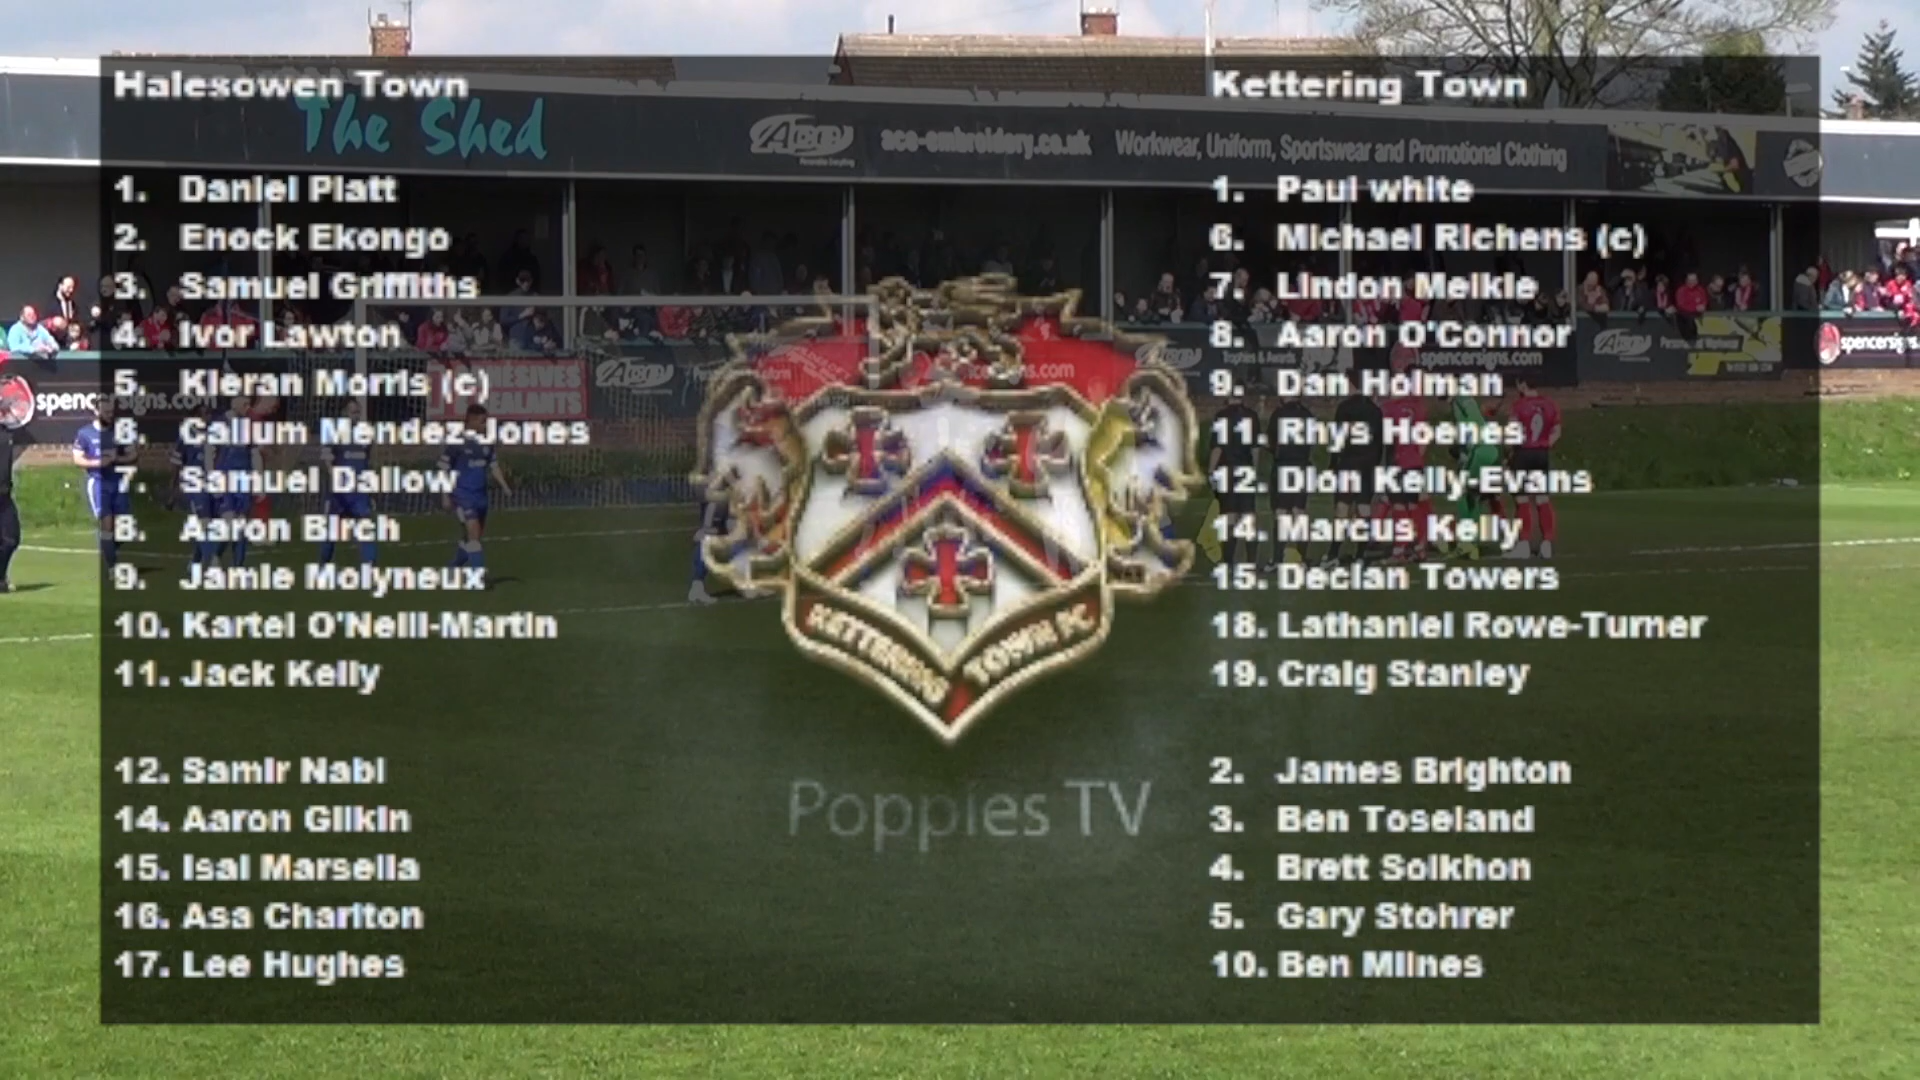 Halesowen Town
1. Daniel Platt
2. Enock Ekongo
3. Samuel Griffiths
4. Ivor Lawton
5. Kieran Morris (c)
6. Callum Mendez-Jones
7. Samuel Dallow
8. Aaron Birch
9. Jamie Molyneux
10. Kartel O'Neill-Martin
11. Jack Kelly
12. Samir Nabi
14. Aaron Gilkin
15. Isai Marsella
16. Asa Charlton
17. Lee Hughes
Kettering Town
1. Paul white
6. Michael Richens (c)
7. Lindon Meikle
8. Aaron O'Connor
9. Dan Holman
11. Rhys Hoenes
12. Dion Kelly-Evans
14. Marcus Kelly
15. Declan Towers
18. Lathaniel Rowe-Turner
19. Craig Stanley
2. James Brighton
3. Ben Toseland
4. Brett Solkhon
5. Gary Stohrer
10. Ben Milnes
KETTERING TOWN FC
Poppies TV
The Shed
ace-embroidery.co.uk
Workwear, Uniform, Sportswear and Promotional Clothing
spencersigns.com
spencersigns.com
spencersigns